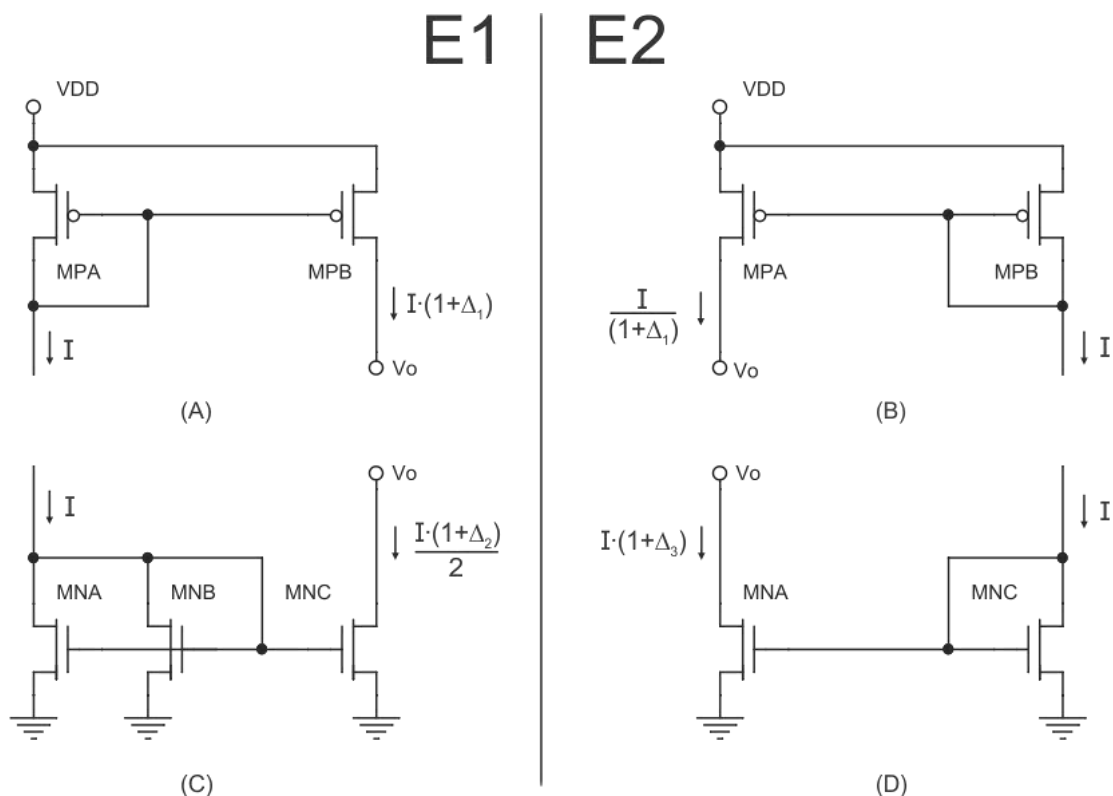 E1
E2
VDD
VDD
MPA
MPB
MPA
MPB
I·(1+Δ₁)
I
Vo
I
(1+Δ₁)
I
Vo
(A)
(B)
I
Vo
I·(1+Δ₂)
2
Vo
I·(1+Δ₃)
I
MNA
MNB
MNC
MNA
MNC
(C)
(D)